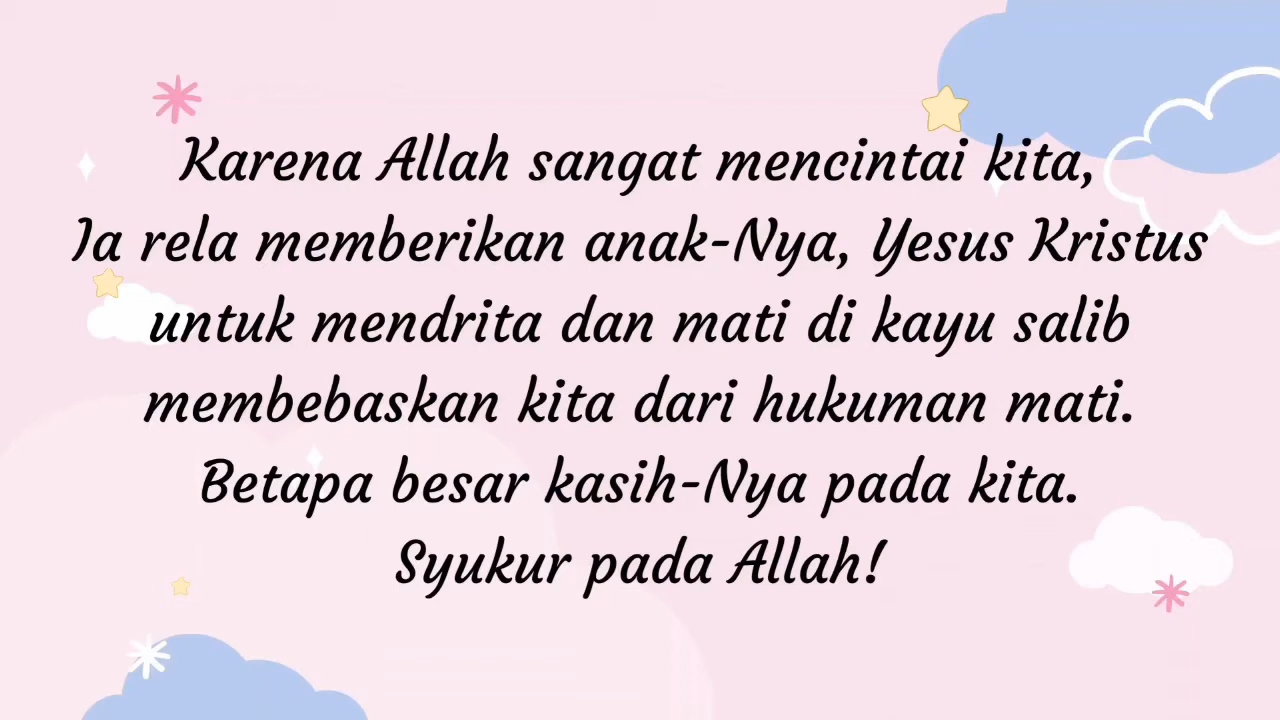 Karena Allah sangat mencintai kita,
Ia rela memberikan anak-Nya, Yesus Kristus
untuk mendrita dan mati di kayu salib
membebaskan kita dari hukuman mati.
Betapa besar kasih-Nya pada kita.
Syukur pada Allah!